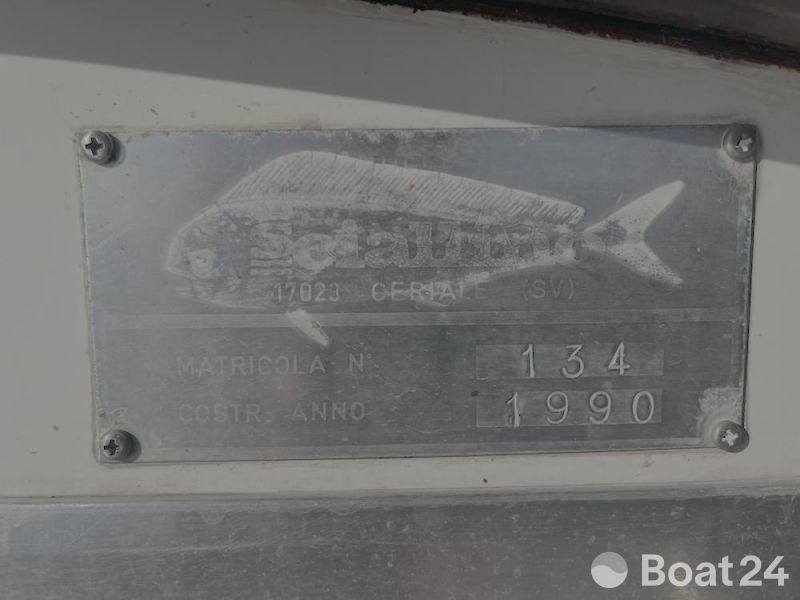 17023 CERIALE (SV)
MATRICOLA N° 134
COSTR. ANNO 1990
Boat24